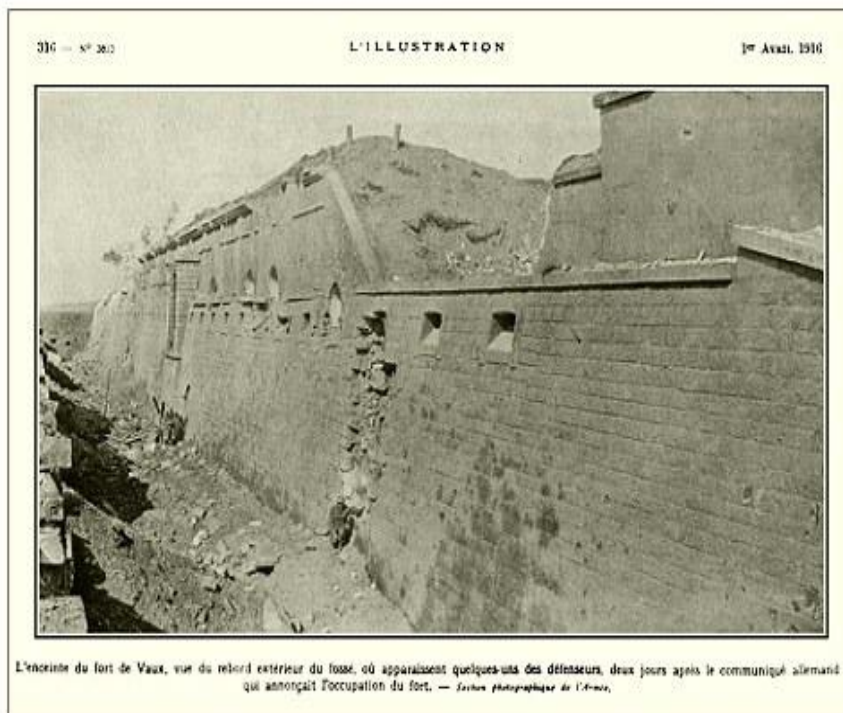 316 — N°
L'ILLUSTRATION
1er AVRIL 1916
L'enceinte du fort de Vaux, vue du rebord extérieur du fossé, où apparaissent quelques-uns des défenseurs, deux jours après le communiqué allemand
qui annonçait l'occupation du fort. — Section photographique de l'Armée.